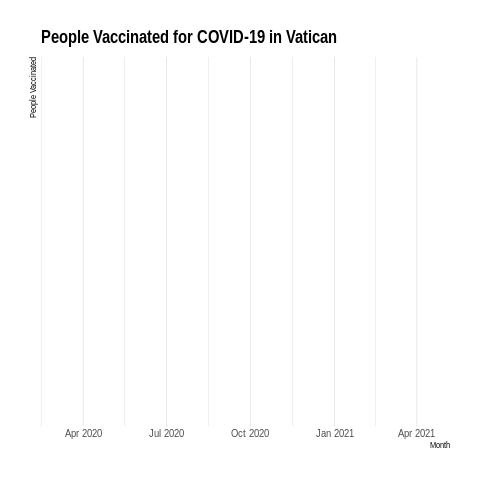 People Vaccinated for COVID-19 in Vatican
People Vaccinated
Apr 2020 Jul 2020 Oct 2020 Jan 2021 Apr 2021
Month